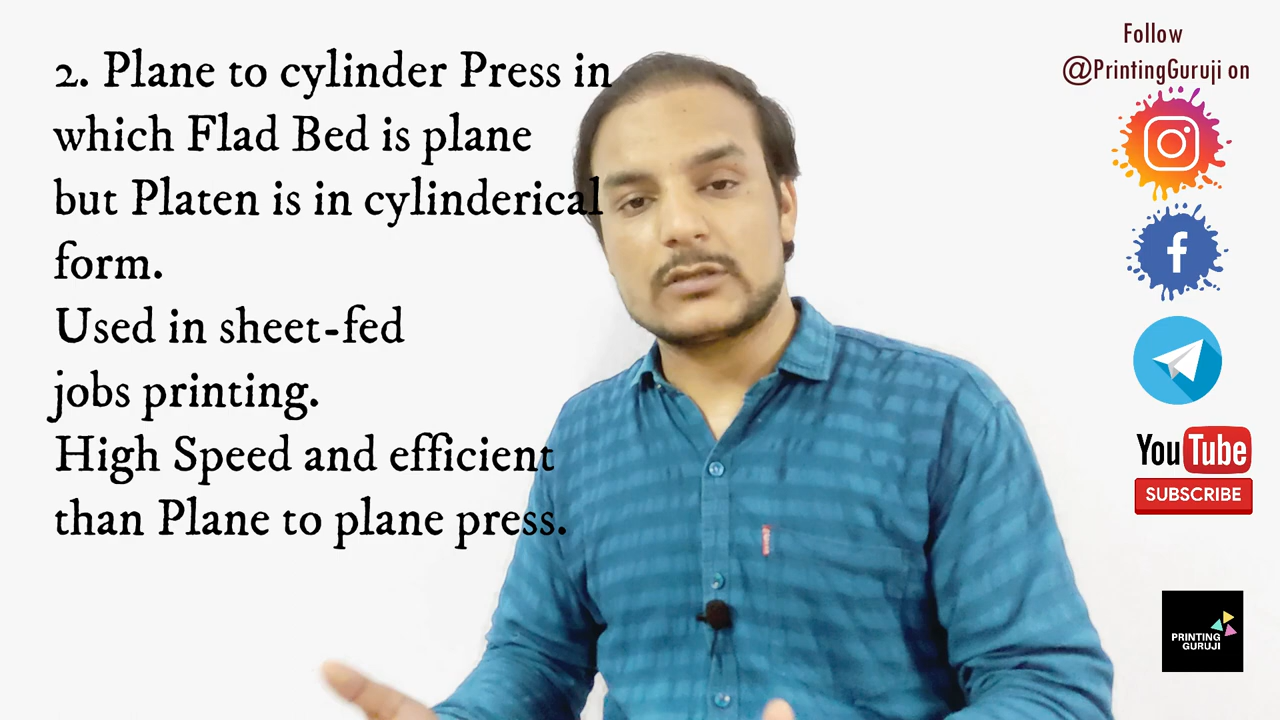 2. Plane to cylinder Press in
which Flad Bed is plane
but Platen is in cylinderical
form.
Used in sheet-fed
jobs printing.
High Speed and efficient
than Plane to plane press.
Follow
@PrintingGuruji on
f
YouTube
SUBSCRIBE
PRINTING
GURUJI